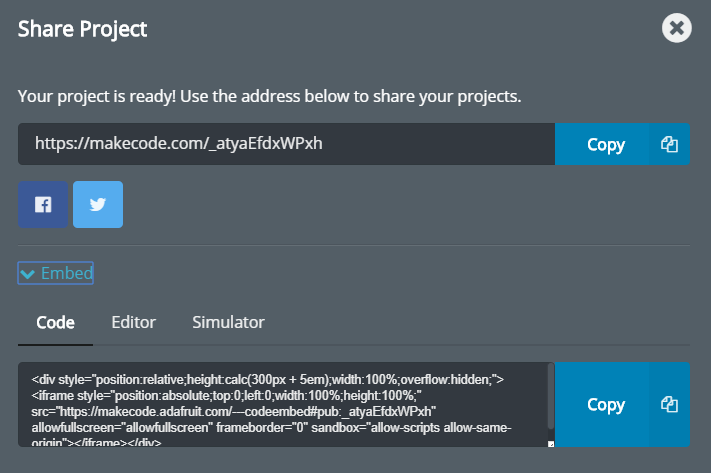 Share Project
Your project is ready! Use the address below to share your projects.
https://makecode.com/_atyaEfdxWPxh
Copy
Embed
Code Editor Simulator
<div style="position:relative;height:calc(300px + 5em);width:100%;overflow:hidden;">
<iframe style="position:absolute;top:0;left:0;width:100%;height:100%;"
src="https://makecode.adafruit.com/---codeembed#pub:_atyaEfdxWPxh"
allowfullscreen="allowfullscreen" frameborder="0" sandbox="allow-scripts allow-same-
origin"></iframe></div>
Copy